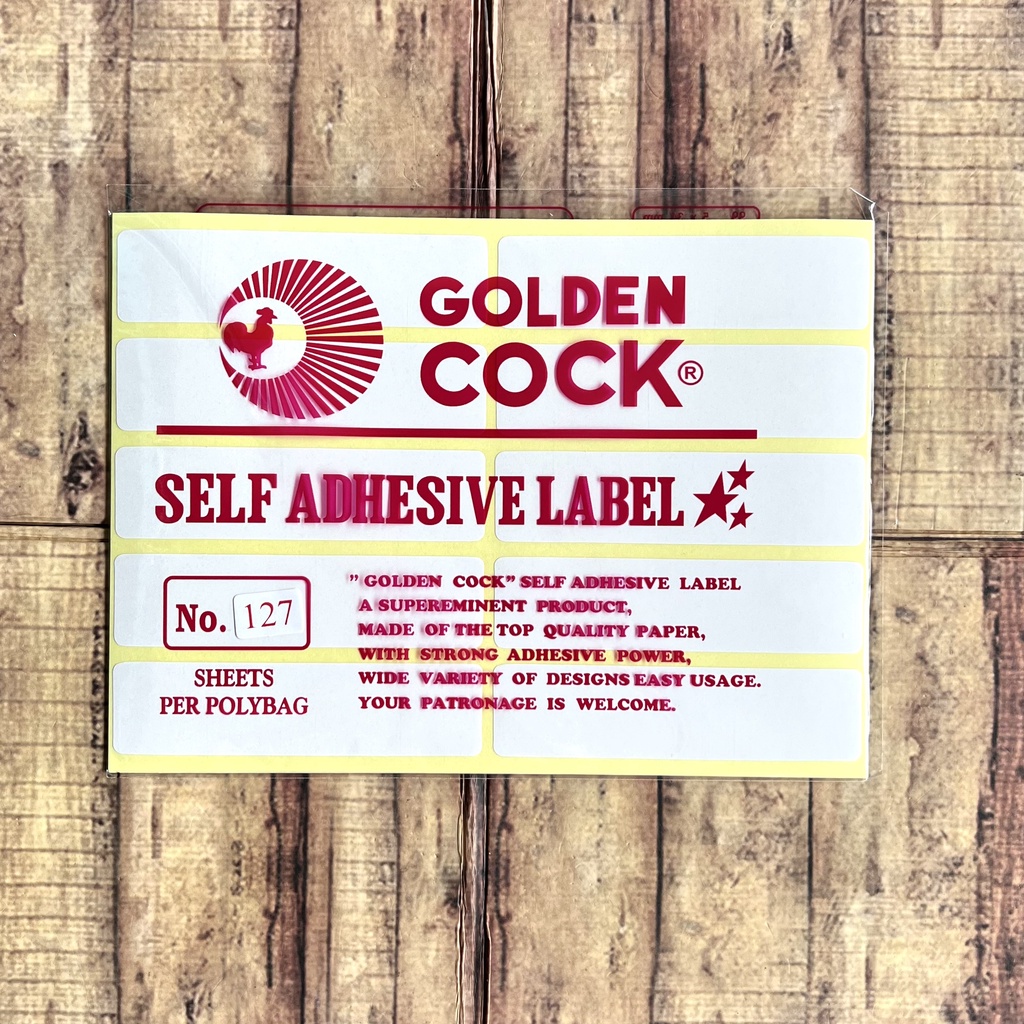 GOLDEN
COCK®
SELF ADHESIVE LABEL
No. 127
SHEETS
PER POLYBAG
" GOLDEN COCK" SELF ADHESIVE LABEL
A SUPEREMINENT PRODUCT,
MADE OF THE TOP QUALITY PAPER,
WITH STRONG ADHESIVE POWER,
WIDE VARIETY OF DESIGNS EASY USAGE.
YOUR PATRONAGE IS WELCOME.